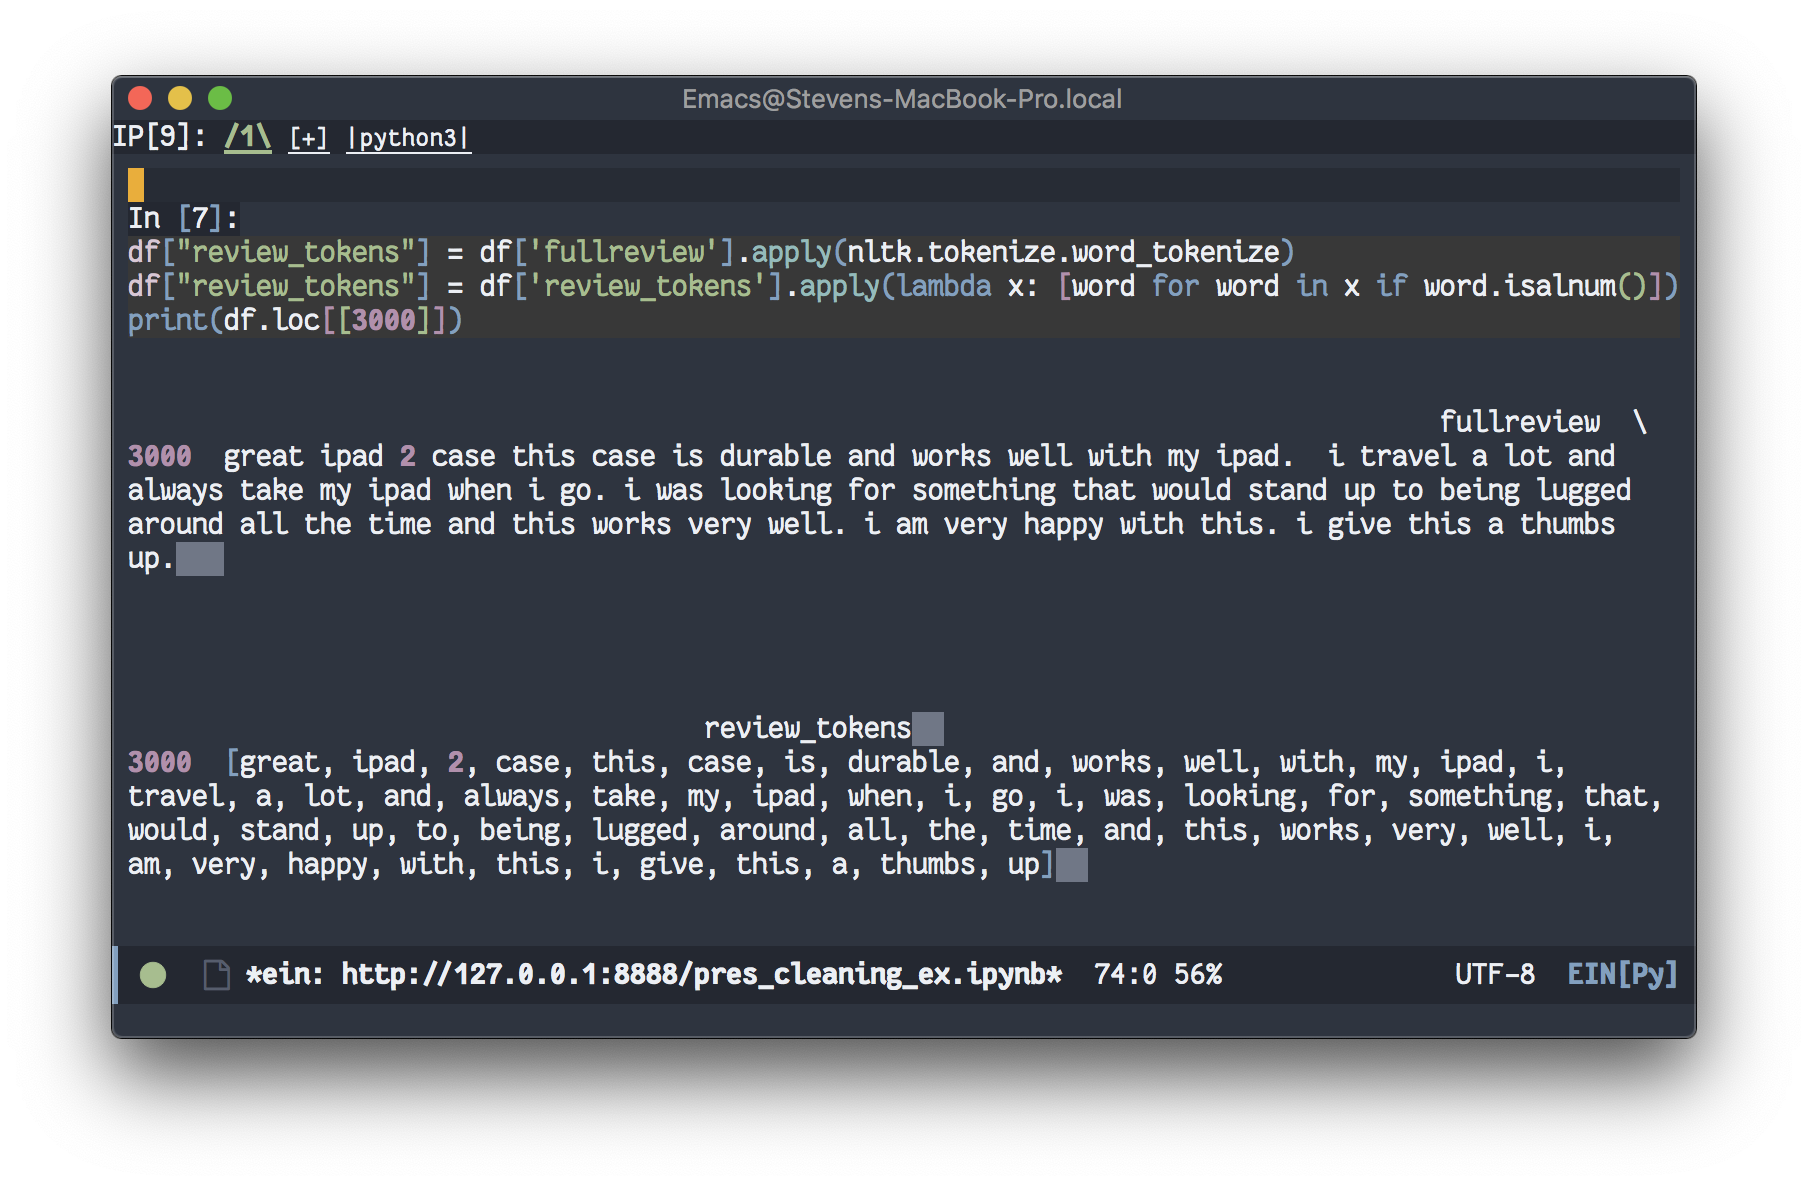 Emacs@Stevens-MacBook-Pro.local
IP[9]: /1\ [+] |python3|
In [7]:
df["review_tokens"] = df['fullreview'].apply(nltk.tokenize.word_tokenize)
df["review_tokens"] = df['review_tokens'].apply(lambda x: [word for word in x if word.isalnum()])
print(df.loc[[3000]])
fullreview  \
3000  great ipad 2 case this case is durable and works well with my ipad.  i travel a lot and
always take my ipad when i go. i was looking for something that would stand up to being lugged
around all the time and this works very well. i am very happy with this. i give this a thumbs
up.
review_tokens
3000  [great, ipad, 2, case, this, case, is, durable, and, works, well, with, my, ipad, i,
travel, a, lot, and, always, take, my, ipad, when, i, go, i, was, looking, for, something, that,
would, stand, up, to, being, lugged, around, all, the, time, and, this, works, very, well, i,
am, very, happy, with, this, i, give, this, a, thumbs, up]
*ein: http://127.0.0.1:8888/pres_cleaning_ex.ipynb*  74:0 56%  UTF-8  EIN[Py]